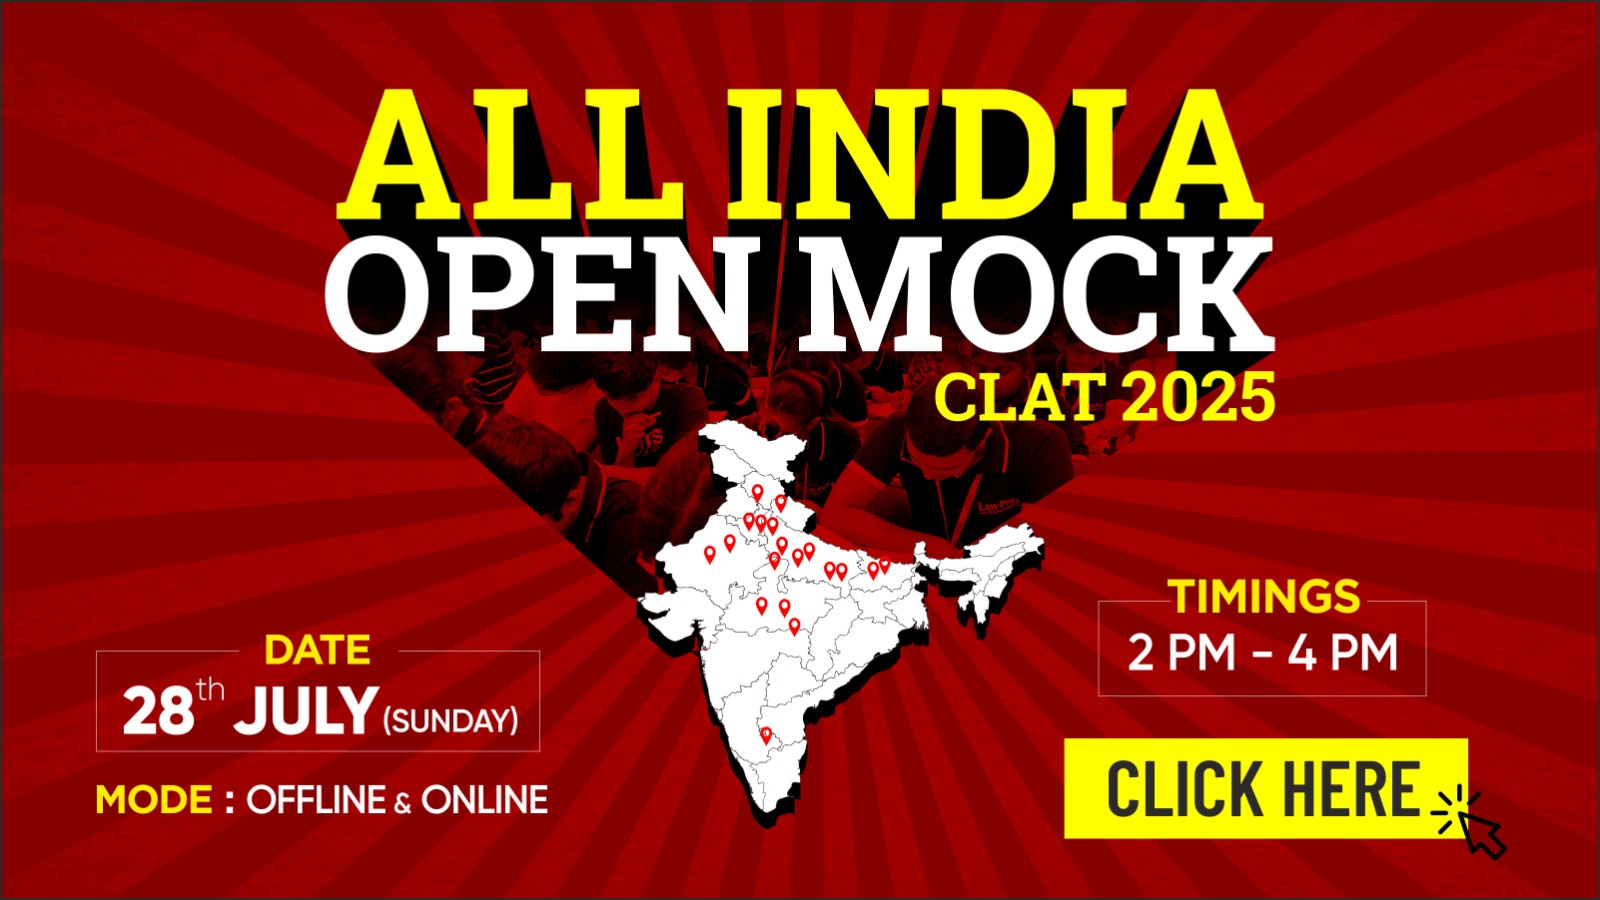 ALL INDIA
OPEN MOCK
CLAT 2025
DATE
28th JULY (SUNDAY)
MODE : OFFLINE & ONLINE
TIMINGS
2 PM – 4 PM
CLICK HERE